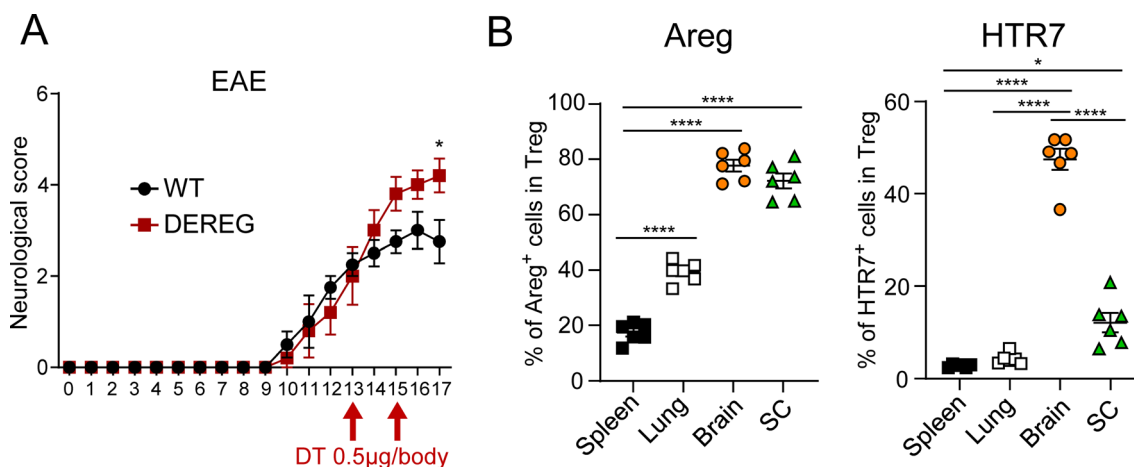 A
EAE
Neurological score
6
4
2
0
WT
DEREG
*
0 1 2 3 4 5 6 7 8 9 10 11 12 13 14 15 16 17
DT 0.5μg/body
B
Areg
% of Areg+ cells in Treg
100
80
60
40
20
0
****
****
****
Spleen Lung Brain SC
HTR7
% of HTR7+ cells in Treg
60
40
20
0
*
****
**** ****
Spleen Lung Brain SC